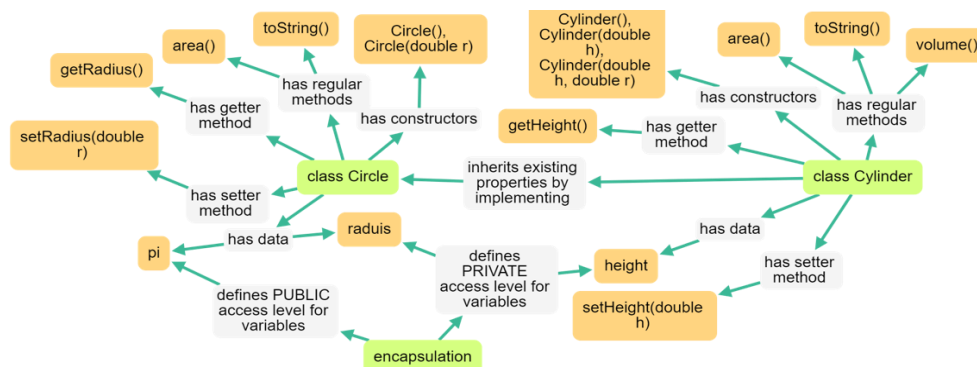 Circle(),
Circle(double r)
toString()
area()
getRadius()
has regular
methods
has getter
method
has constructors
setRadius(double
r)
class Circle
has setter
method
has data
raduis
pi
inherits existing
properties by
implementing
Cylinder(),
Cylinder(double
h),
Cylinder(double
h, double r)
toString()
area()
volume()
has constructors
has regular
methods
getHeight()
has getter
method
class Cylinder
has data
has setter
method
height
setHeight(double
h)
defines
PRIVATE
access level for
variables
defines PUBLIC
access level for
variables
encapsulation